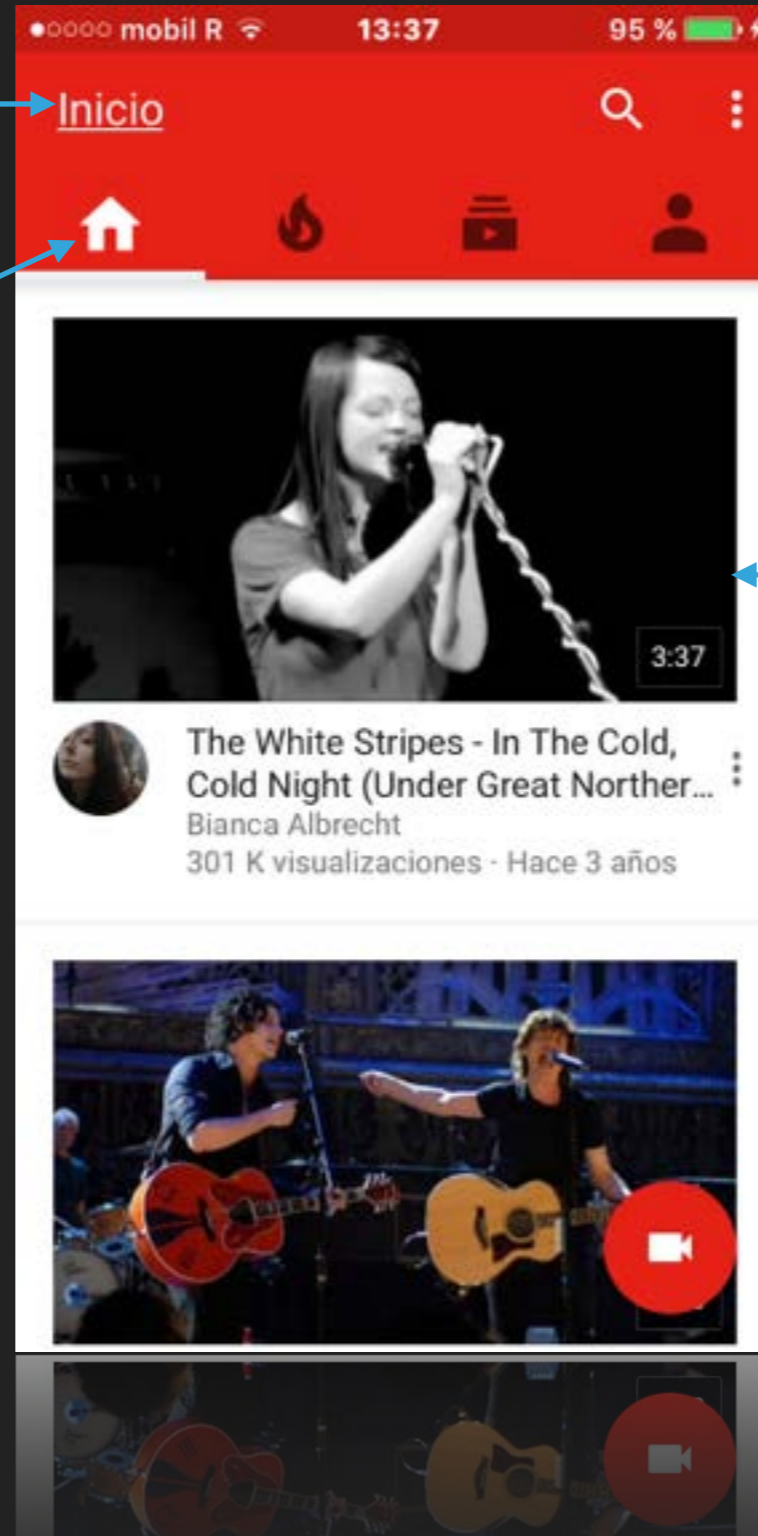 mobil R 13:37 95 %
Inicio
3:37
The White Stripes - In The Cold,
Cold Night (Under Great Norther...
Bianca Albrecht
301 K visualizaciones · Hace 3 años